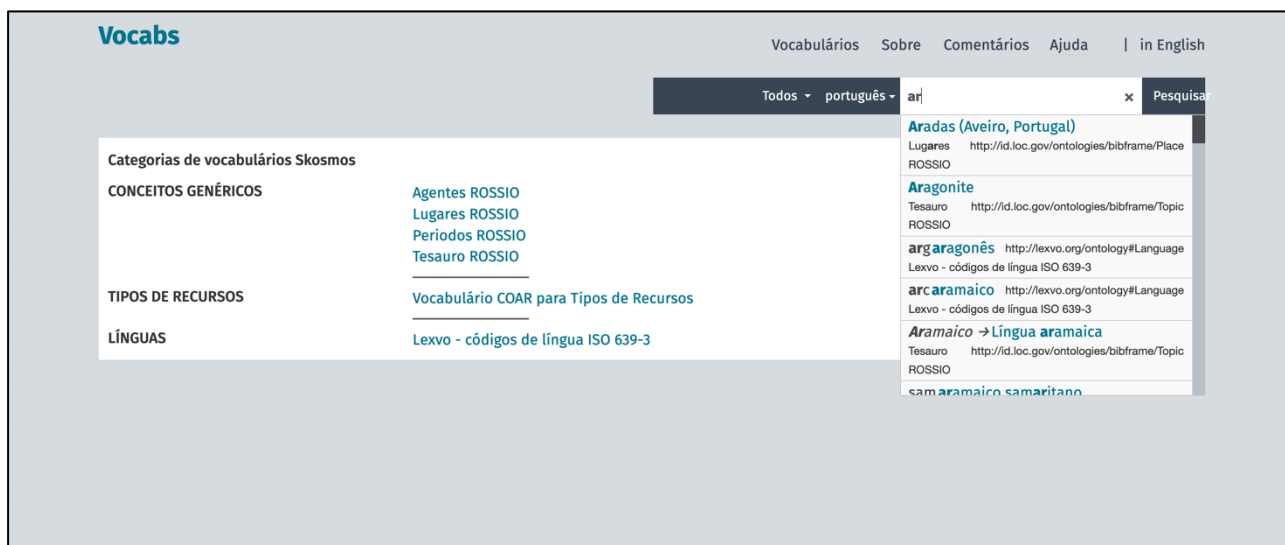 Vocabs
Vocabulários Sobre Comentários Ajuda | in English
Todos português ar × Pesquisar
Categorias de vocabulários Skosmos
CONCEITOS GENÉRICOS
Agentes ROSSIO
Lugares ROSSIO
Periodos ROSSIO
Tesauro ROSSIO
TIPOS DE RECURSOS
Vocabulário COAR para Tipos de Recursos
LÍNGUAS
Lexvo - códigos de língua ISO 639-3
Aradas (Aveiro, Portugal)
Lugares http://id.loc.gov/ontologies/bibframe/Place
ROSSIO
Aragonite
Tesauro http://id.loc.gov/ontologies/bibframe/Topic
ROSSIO
arg aragonês http://lexvo.org/ontology#Language
Lexvo - códigos de língua ISO 639-3
arc aramaico http://lexvo.org/ontology#Language
Lexvo - códigos de língua ISO 639-3
Aramaico → Língua aramaica
Tesauro http://id.loc.gov/ontologies/bibframe/Topic
ROSSIO
sam aramaico samaritano